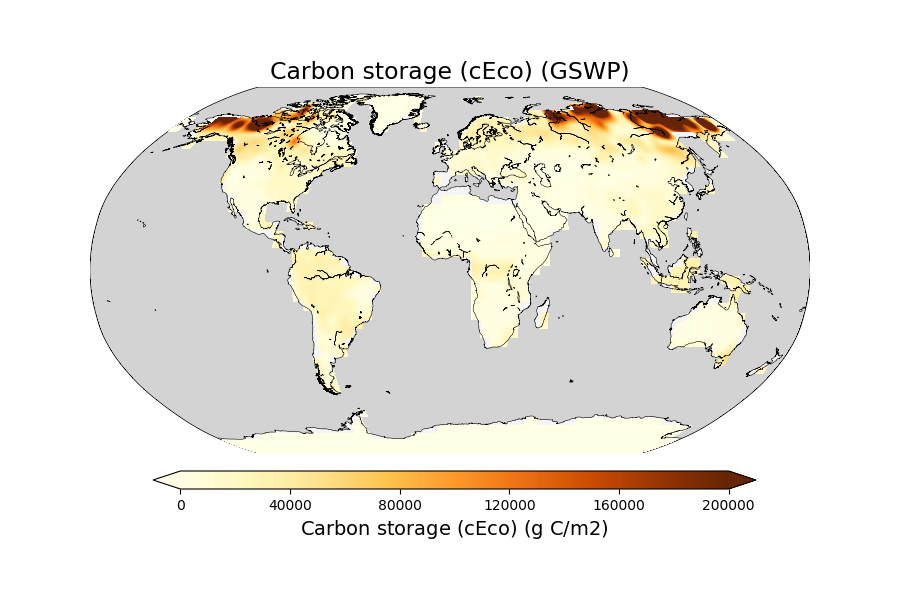 Carbon storage (cEco) (GSWP)
0 40000 80000 120000 160000 200000
Carbon storage (cEco) (g C/m2)